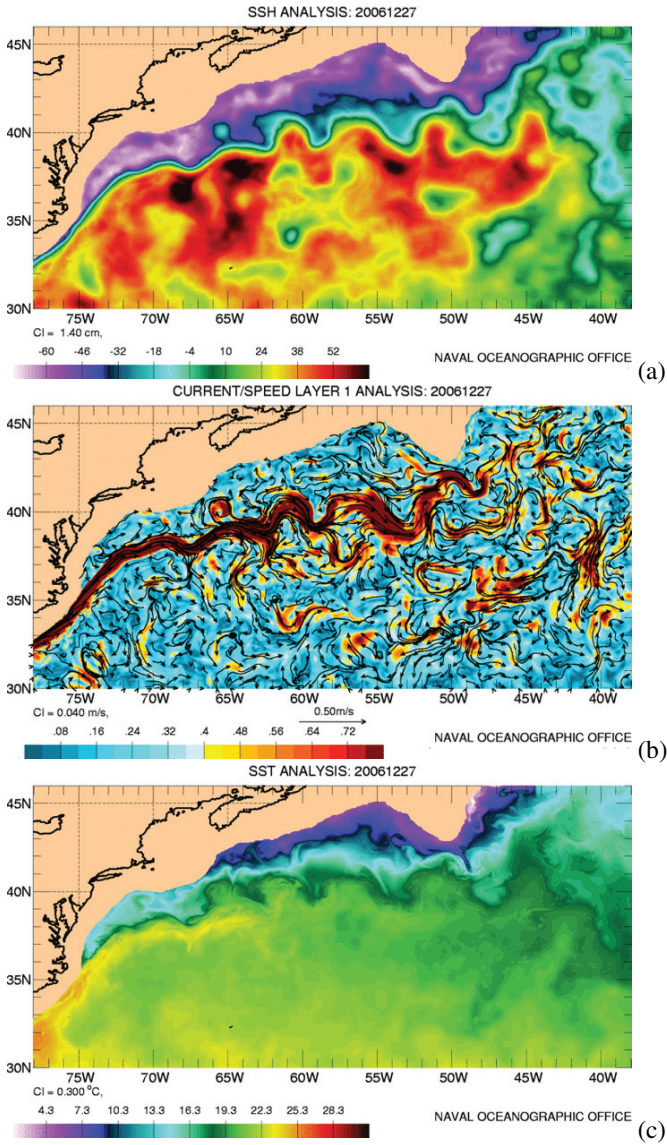 SSH ANALYSIS: 20061227
45N
40N
35N
30N
75W 70W 65W 60W 55W 50W 45W 40W
CI = 1.40 cm,
-60 -46 -32 -18 -4 10 24 38 52
NAVAL OCEANOGRAPHIC OFFICE
(a)
CURRENT/SPEED LAYER 1 ANALYSIS: 20061227
45N
40N
35N
30N
75W 70W 65W 60W 55W 50W 45W 40W
CI = 0.040 m/s,
0.50m/s
.08 .16 .24 .32 .4 .48 .56 .64 .72
NAVAL OCEANOGRAPHIC OFFICE
(b)
SST ANALYSIS: 20061227
45N
40N
35N
30N
75W 70W 65W 60W 55W 50W 45W 40W
CI = 0.300 °C,
4.3 7.3 10.3 13.3 16.3 19.3 22.3 25.3 28.3
NAVAL OCEANOGRAPHIC OFFICE
(c)